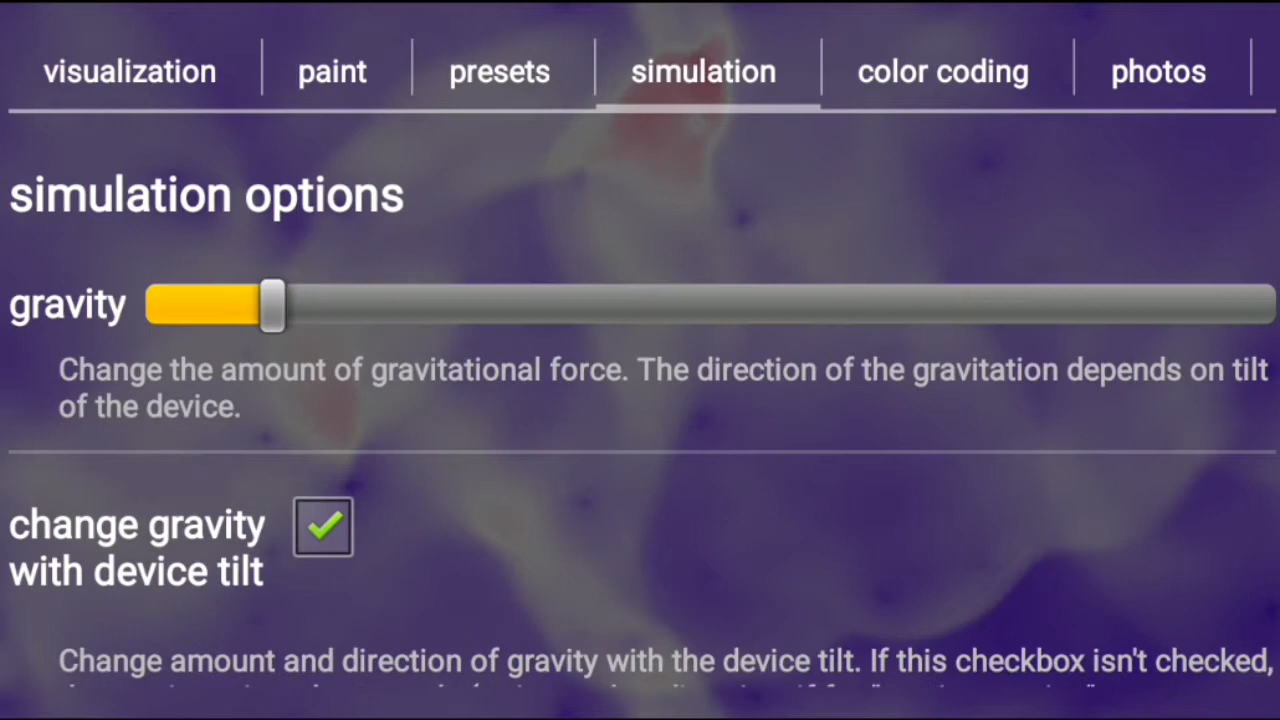 visualization paint presets simulation color coding photos
simulation options
gravity
Change the amount of gravitational force. The direction of the gravitation depends on tilt
of the device.
change gravity
with device tilt
Change amount and direction of gravity with the device tilt. If this checkbox isn't checked,